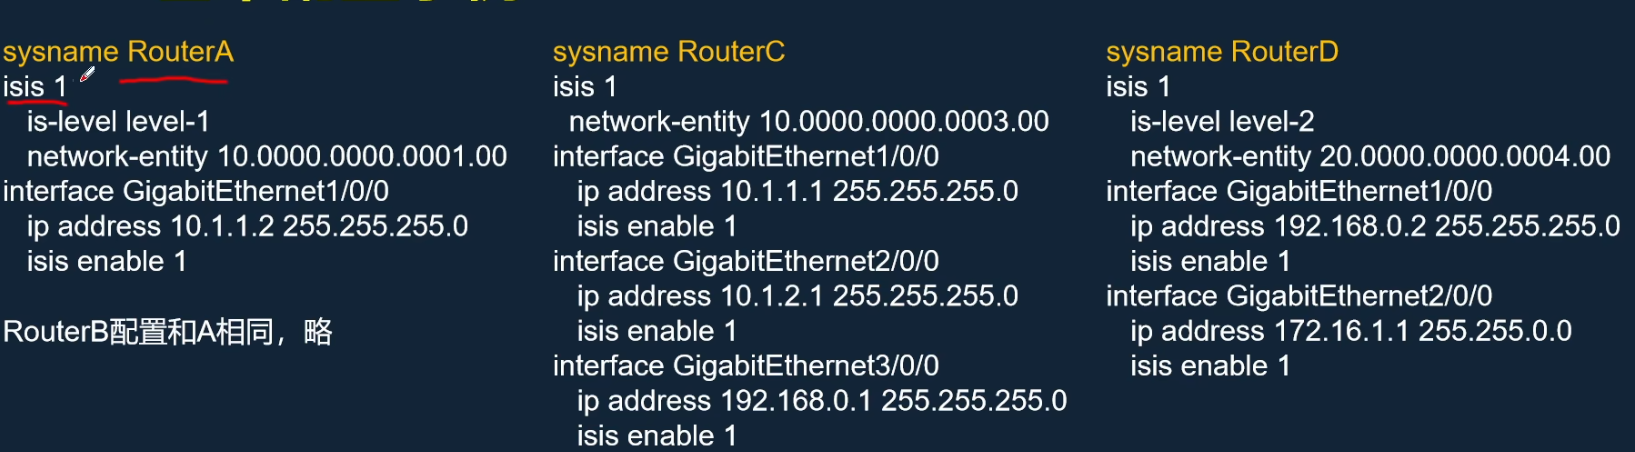 sysname RouterA
isis 1
is-level level-1
network-entity 10.0000.0000.0001.00
interface GigabitEthernet1/0/0
ip address 10.1.1.2 255.255.255.0
isis enable 1
RouterB配置和A相同，略
sysname RouterC
isis 1
network-entity 10.0000.0000.0003.00
interface GigabitEthernet1/0/0
ip address 10.1.1.1 255.255.255.0
isis enable 1
interface GigabitEthernet2/0/0
ip address 10.1.2.1 255.255.255.0
isis enable 1
interface GigabitEthernet3/0/0
ip address 192.168.0.1 255.255.255.0
isis enable 1
sysname RouterD
isis 1
is-level level-2
network-entity 20.0000.0000.0004.00
interface GigabitEthernet1/0/0
ip address 192.168.0.2 255.255.255.0
isis enable 1
interface GigabitEthernet2/0/0
ip address 172.16.1.1 255.255.0.0
isis enable 1